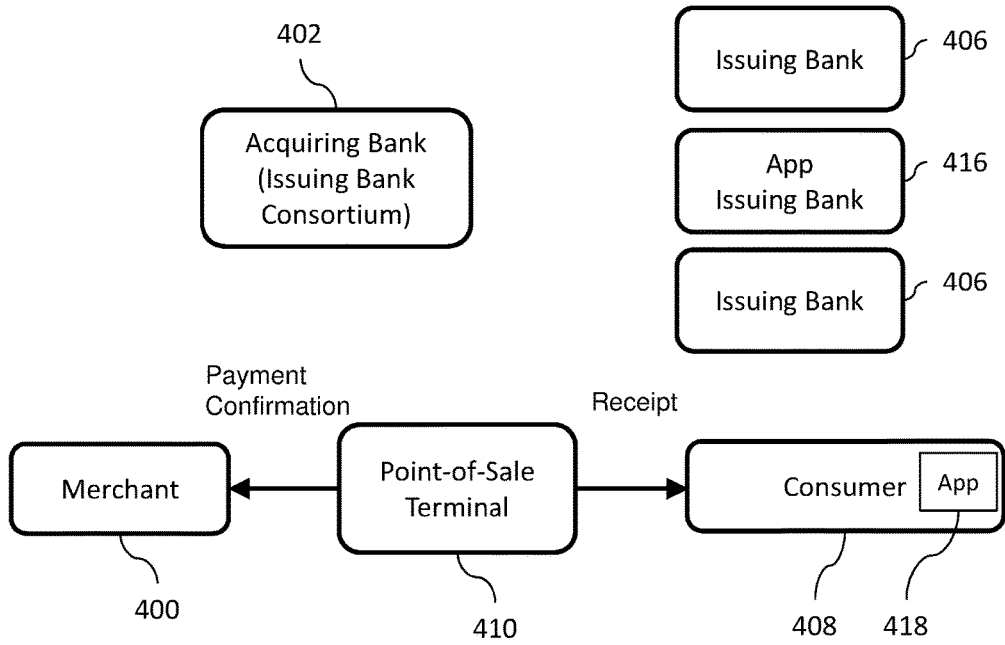 402
Acquiring Bank
(Issuing Bank
Consortium)
Issuing Bank
406
App
Issuing Bank
416
Issuing Bank
406
Payment
Confirmation
Receipt
Merchant
Point-of-Sale
Terminal
Consumer
App
400
410
408
418